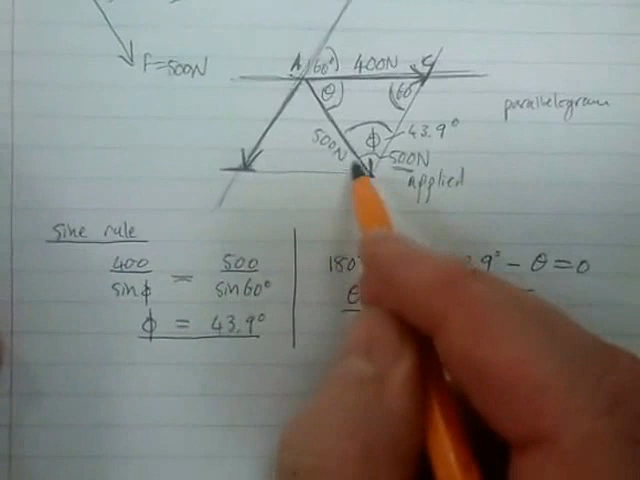 F=500N
A 60° 400N C
θ 60°
parallelogram
φ 43.9°
500N 500N
applied
sine rule
400 = 500
sinφ sin60°
φ = 43.9°
180° .9° - θ = 0
θ